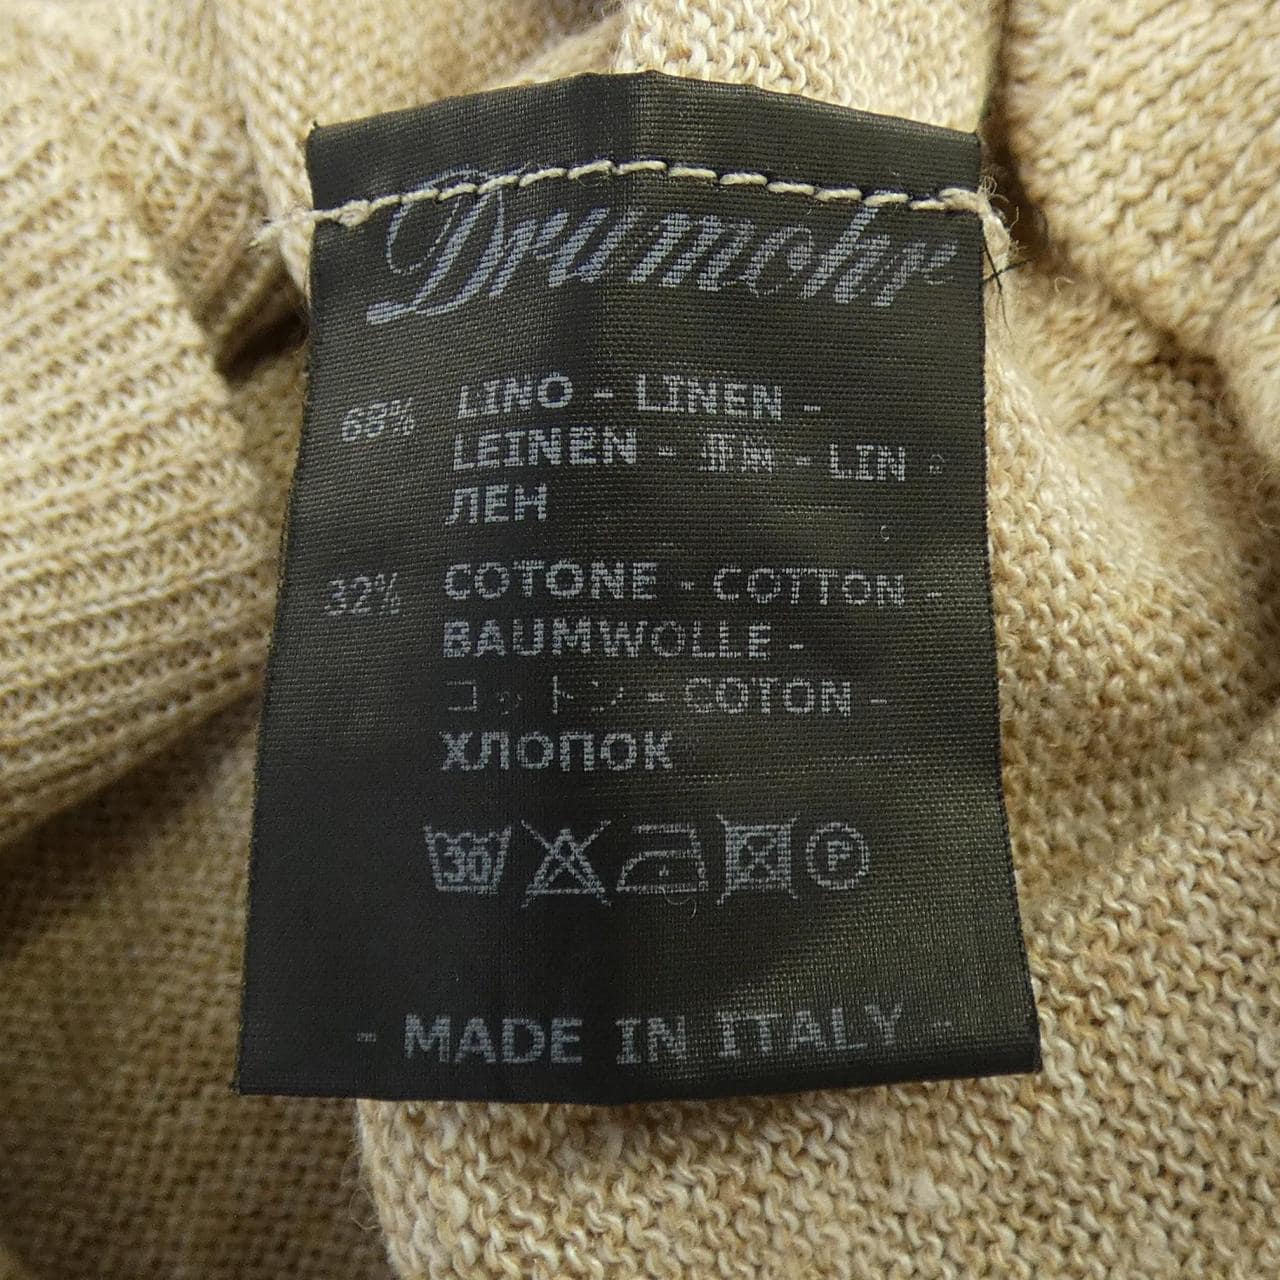 Drumohr
68% LINO - LINEN -
LEINEN - 亜麻 - LIN -
ЛЕН
32% COTONE - COTTON -
BAUMWOLLE -
コットン - COTON -
ХЛОПОК
30 P
- MADE IN ITALY -